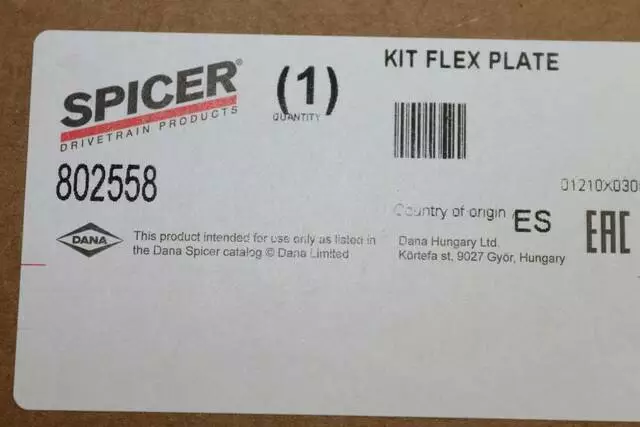 SPICER®
DRIVETRAIN PRODUCTS
(1)
QUANTITY
KIT FLEX PLATE
802558
01210X030
Country of origin ES
EAC
DANA
This product intended for use only as listed in
the Dana Spicer catalog © Dana Limited
Dana Hungary Ltd.
Körtefa st, 9027 Györ, Hungary